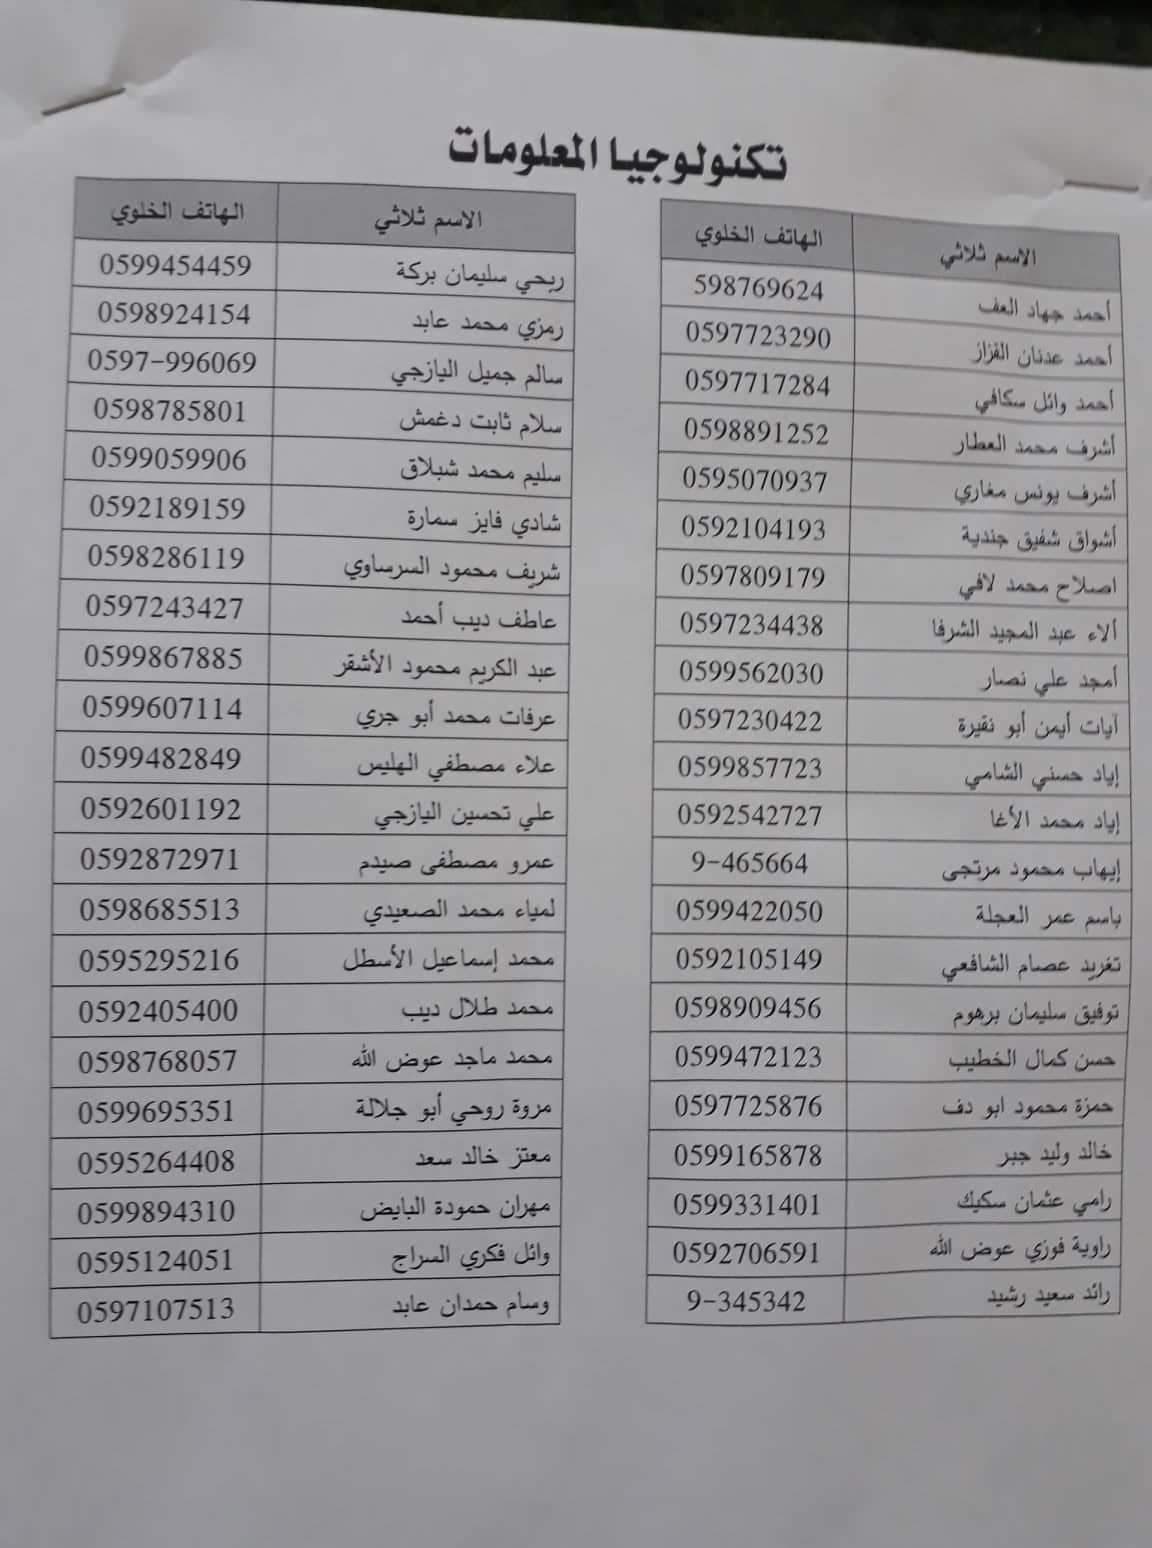 تكنولوجيا المعلومات
الاسم ثلاثي الهاتف الخلوي
أحمد جهاد العف 598769624
أحمد عدنان القزاز 0597723290
أحمد وائل سكافي 0597717284
أشرف محمد العطار 0598891252
أشرف يونس مغاري 0595070937
أشواق شفيق جندية 0592104193
اصلاح محمد لافي 0597809179
ألاء عبد المجيد الشرفا 0597234438
أمجد علي نصار 0599562030
آيات أيمن أبو نقيرة 0597230422
إياد حسني الشامي 0599857723
إياد محمد الأغا 0592542727
إيهاب محمود مرتجى 9-465664
باسم عمر العجلة 0599422050
تغريد عصام الشافعي 0592105149
توفيق سليمان برهوم 0598909456
حسن كمال الخطيب 0599472123
حمزة محمود ابو دف 0597725876
خالد وليد جبر 0599165878
رامي عثمان سكيك 0599331401
راوية فوزي عوض الله 0592706591
رائد سعيد رشيد 9-345342
الاسم ثلاثي الهاتف الخلوي
ربحي سليمان بركة 0599454459
رمزي محمد عابد 0598924154
سالم جميل اليازجي 0597-996069
سلام ثابت دغمش 0598785801
سليم محمد شبلاق 0599059906
شادي فايز سمارة 0592189159
شريف محمود السرساوي 0598286119
عاطف ديب أحمد 0597243427
عبد الكريم محمود الأشقر 0599867885
عرفات محمد أبو جري 0599607114
علاء مصطفي الهليس 0599482849
علي تحسين اليازجي 0592601192
عمرو مصطفى صيدم 0592872971
لمياء محمد الصعيدي 0598685513
محمد إسماعيل الأسطل 0595295216
محمد طلال ديب 0592405400
محمد ماجد عوض الله 0598768057
مروة روحي أبو جلالة 0599695351
معتز خالد سعد 0595264408
مهران حمودة البايض 0599894310
وائل فكري السراج 0595124051
وسام حمدان عابد 0597107513